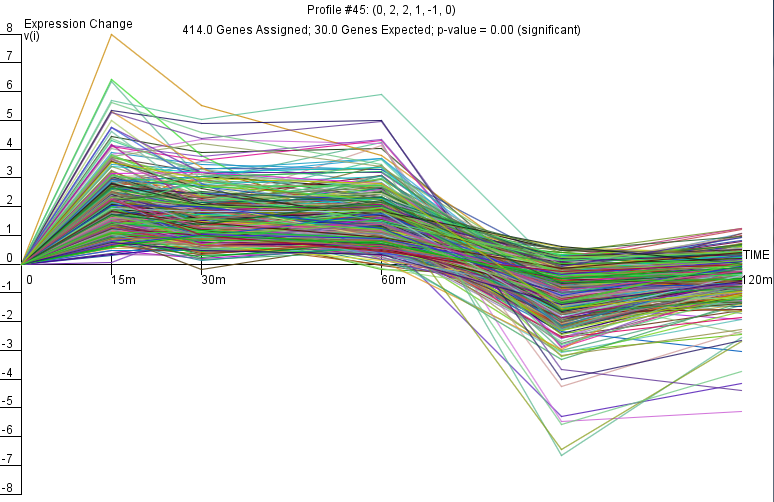 Profile #45: (0, 2, 2, 1, -1, 0)
Expression Change
v(i)
414.0 Genes Assigned; 30.0 Genes Expected; p-value = 0.00 (significant)
8
7
6
5
4
3
2
1
0
TIME
0 15m 30m 60m 120m
-1
-2
-3
-4
-5
-6
-7
-8